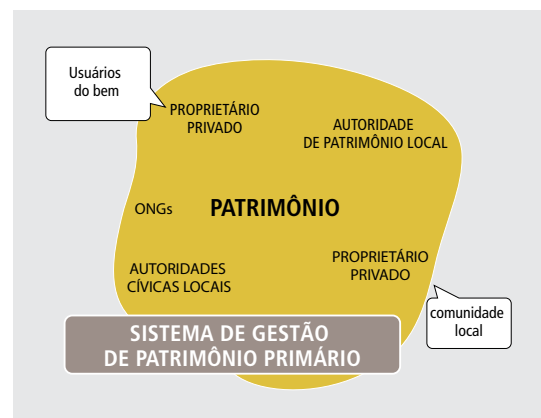 Usuários
do bem
PROPRIETÁRIO
PRIVADO
AUTORIDADE
DE PATRIMÔNIO LOCAL
ONGs
PATRIMÔNIO
AUTORIDADES
CÍVICAS LOCAIS
PROPRIETÁRIO
PRIVADO
comunidade
local
SISTEMA DE GESTÃO
DE PATRIMÔNIO PRIMÁRIO